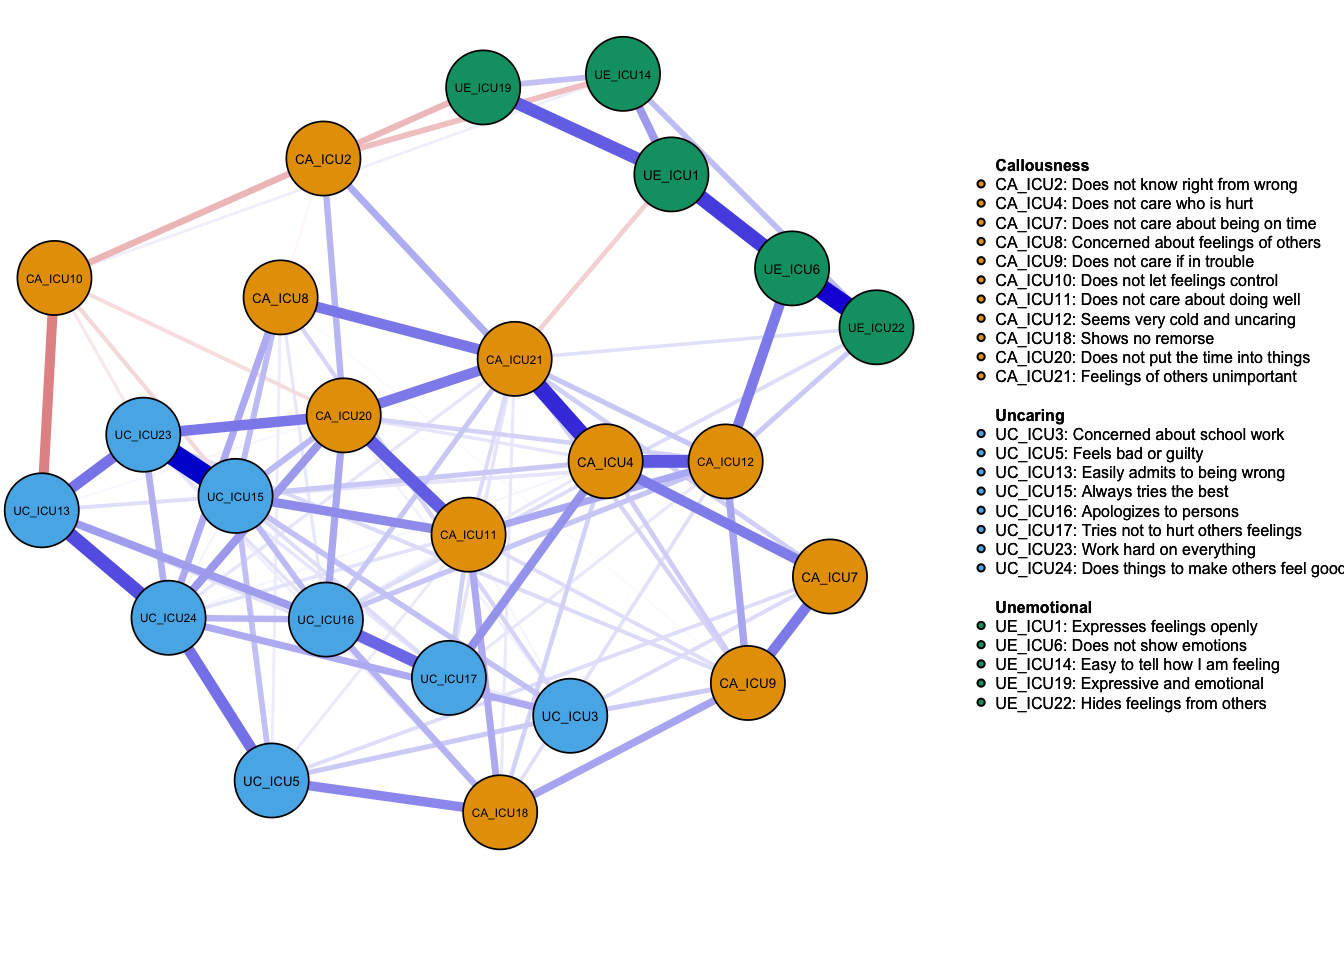 UE_ICU14
UE_ICU19
CA_ICU2
UE_ICU1
UE_ICU6
CA_ICU10
CA_ICU8
UE_ICU22
CA_ICU21
CA_ICU20
UC_ICU23
CA_ICU4
CA_ICU12
UC_ICU15
UC_ICU13
CA_ICU11
CA_ICU7
UC_ICU24
UC_ICU16
UC_ICU17
CA_ICU9
UC_ICU3
UC_ICU5
CA_ICU18
Callousness
CA_ICU2: Does not know right from wrong
CA_ICU4: Does not care who is hurt
CA_ICU7: Does not care about being on time
CA_ICU8: Concerned about feelings of others
CA_ICU9: Does not care if in trouble
CA_ICU10: Does not let feelings control
CA_ICU11: Does not care about doing well
CA_ICU12: Seems very cold and uncaring
CA_ICU18: Shows no remorse
CA_ICU20: Does not put the time into things
CA_ICU21: Feelings of others unimportant
Uncaring
UC_ICU3: Concerned about school work
UC_ICU5: Feels bad or guilty
UC_ICU13: Easily admits to being wrong
UC_ICU15: Always tries the best
UC_ICU16: Apologizes to persons
UC_ICU17: Tries not to hurt others feelings
UC_ICU23: Work hard on everything
UC_ICU24: Does things to make others feel good
Unemotional
UE_ICU1: Expresses feelings openly
UE_ICU6: Does not show emotions
UE_ICU14: Easy to tell how I am feeling
UE_ICU19: Expressive and emotional
UE_ICU22: Hides feelings from others